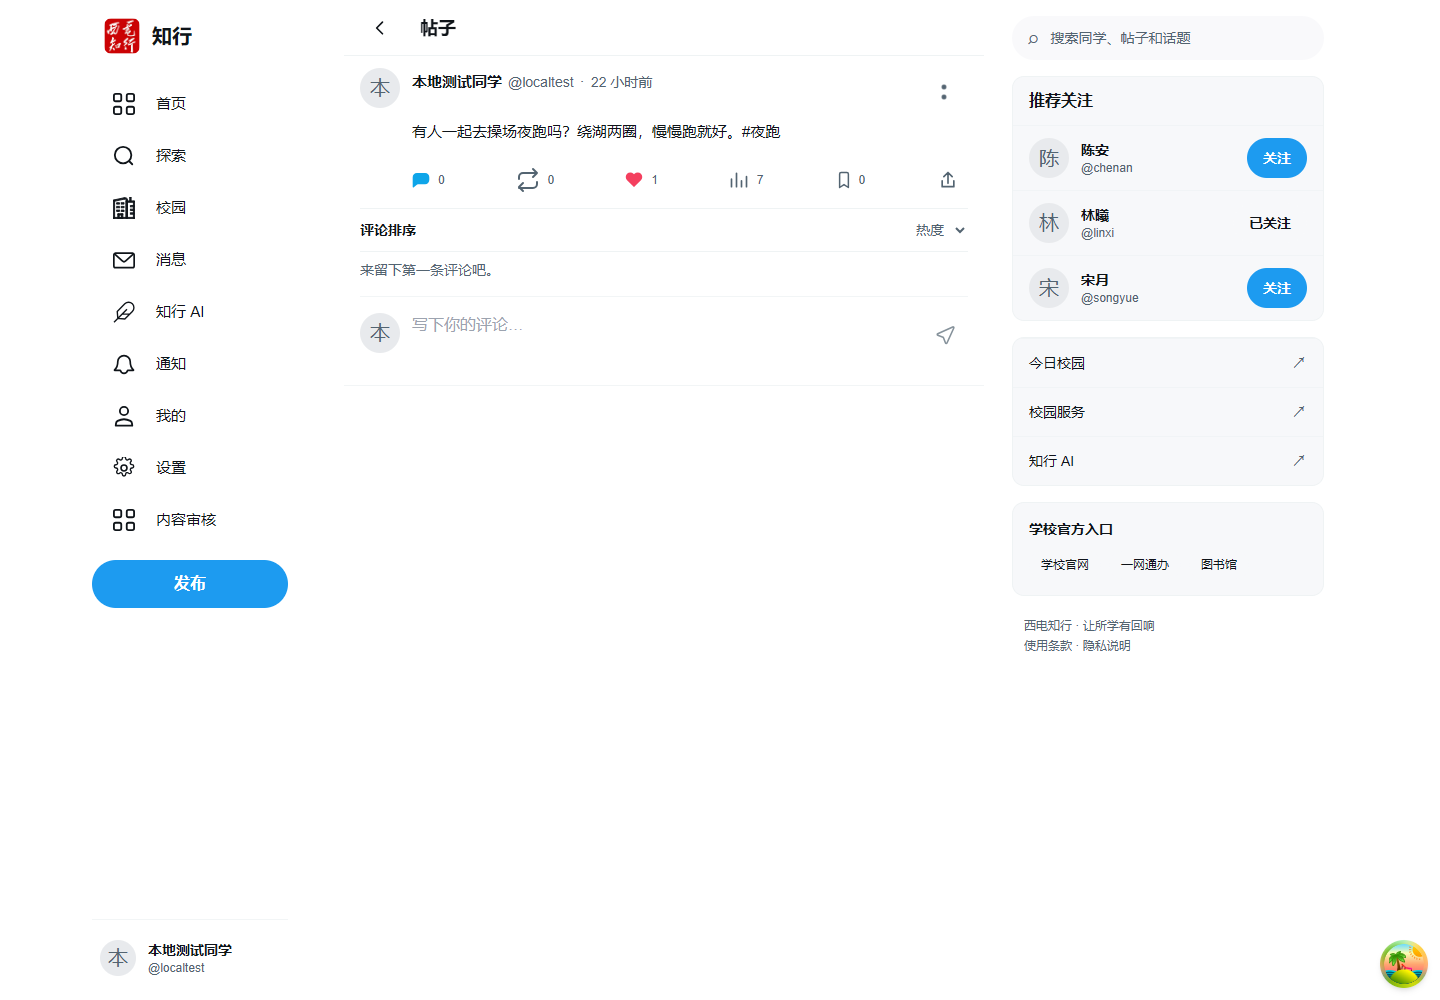 西电知行
知行
首页
探索
校园
消息
知行 AI
通知
我的
设置
内容审核
发布
本
本地测试同学
@localtest
帖子
本
本地测试同学 @localtest · 22 小时前
有人一起去操场夜跑吗？绕湖两圈，慢慢跑就好。#夜跑
0 0 1 7 0
评论排序 热度
来留下第一条评论吧。
本
写下你的评论...
搜索同学、帖子和话题
推荐关注
陈
陈安
@chenan
关注
林
林曦
@linxi
已关注
宋
宋月
@songyue
关注
今日校园
校园服务
知行 AI
学校官方入口
学校官网 一网通办 图书馆
西电知行 · 让所学有回响
使用条款 · 隐私说明